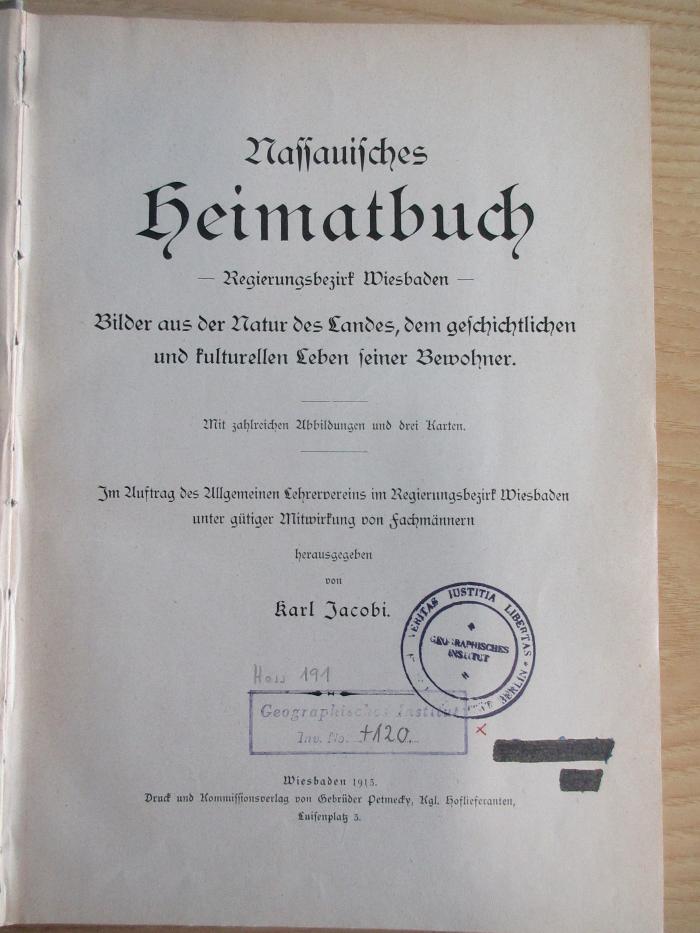 Nassauisches
Heimatbuch
— Regierungsbezirk Wiesbaden —
Bilder aus der Natur des Landes, dem geschichtlichen
und kulturellen Leben seiner Bewohner.
Mit zahlreichen Abbildungen und drei Karten.
Im Auftrag des Allgemeinen Lehrervereins im Regierungsbezirk Wiesbaden
unter gütiger Mitwirkung von Fachmännern
herausgegeben
von
Karl Jacobi.
VERITAS IUSTITIA LIBERTAS
BERLIN
GEOGRAPHISCHES
INSTITUT
Hess 191
Geographisches Institut
Inv. No. +120.
Wiesbaden 1913.
Druck und Kommissionsverlag von Gebrüder Petmecky, Kgl. Hoflieferanten,
Luisenplatz 3.